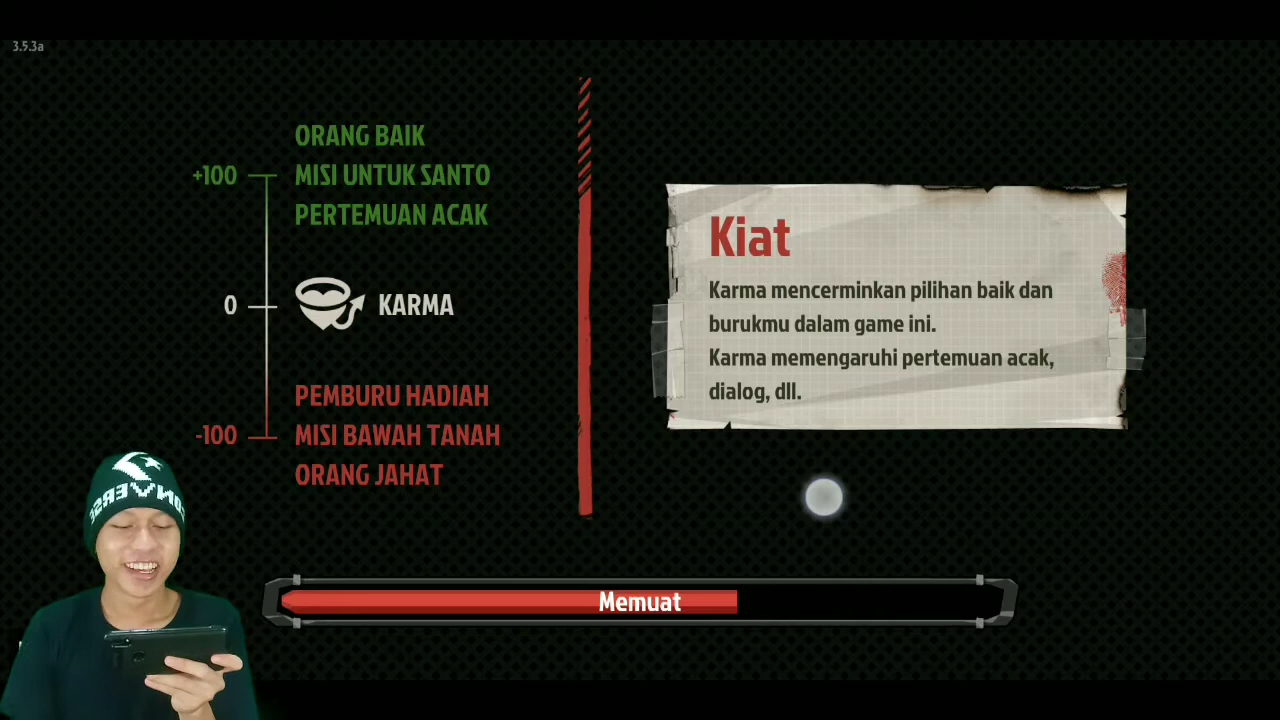 3.5.3a
ORANG BAIK
+100 MISI UNTUK SANTO
PERTEMUAN ACAK
0 KARMA
PEMBURU HADIAH
-100 MISI BAWAH TANAH
ORANG JAHAT
Kiat
Karma mencerminkan pilihan baik dan
burukmu dalam game ini.
Karma memengaruhi pertemuan acak,
dialog, dll.
CONVERSE
Memuat